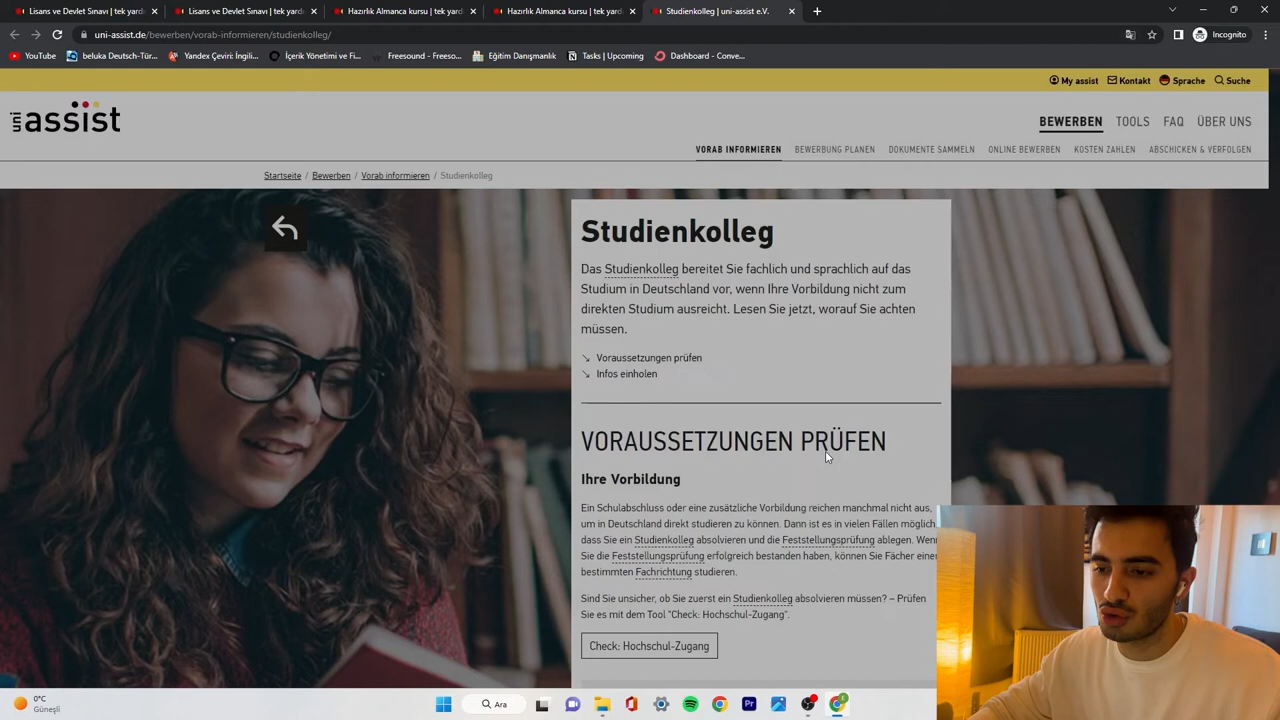 Lisans ve Devlet Sınavı | tek yard
Lisans ve Devlet Sınavı | tek yard
Hazırlık Almanca kursu | tek yard
Hazırlık Almanca kursu | tek yard
Studienkolleg | uni-assist e.V.
uni-assist.de/bewerben/vorab-informieren/studienkolleg/
Incognito
YouTube
beluka Deutsch-Tür...
Yandex Çeviri: İngili...
İçerik Yönetimi ve Fi...
Freesound - Freeso...
Eğitim Danışmanlık
Tasks | Upcoming
Dashboard - Conve...
My assist
Kontakt
Sprache
Suche
uni assist
BEWERBEN
TOOLS
FAQ
ÜBER UNS
VORAB INFORMIEREN
BEWERBUNG PLANEN
DOKUMENTE SAMMELN
ONLINE BEWERBEN
KOSTEN ZAHLEN
ABSCHICKEN & VERFOLGEN
Startseite / Bewerben / Vorab informieren / Studienkolleg
Studienkolleg
Das Studienkolleg bereitet Sie fachlich und sprachlich auf das
Studium in Deutschland vor, wenn Ihre Vorbildung nicht zum
direkten Studium ausreicht. Lesen Sie jetzt, worauf Sie achten
müssen.
Voraussetzungen prüfen
Infos einholen
VORAUSSETZUNGEN PRÜFEN
Ihre Vorbildung
Ein Schulabschluss oder eine zusätzliche Vorbildung reichen manchmal nicht aus,
um in Deutschland direkt studieren zu können. Dann ist es in vielen Fällen möglich,
dass Sie ein Studienkolleg absolvieren und die Feststellungsprüfung ablegen. Wenn
Sie die Feststellungsprüfung erfolgreich bestanden haben, können Sie Fächer einer
bestimmten Fachrichtung studieren.
Sind Sie unsicher, ob Sie zuerst ein Studienkolleg absolvieren müssen? – Prüfen
Sie es mit dem Tool "Check: Hochschul-Zugang".
Check: Hochschul-Zugang
0°C
Güneşli
Ara
Pr